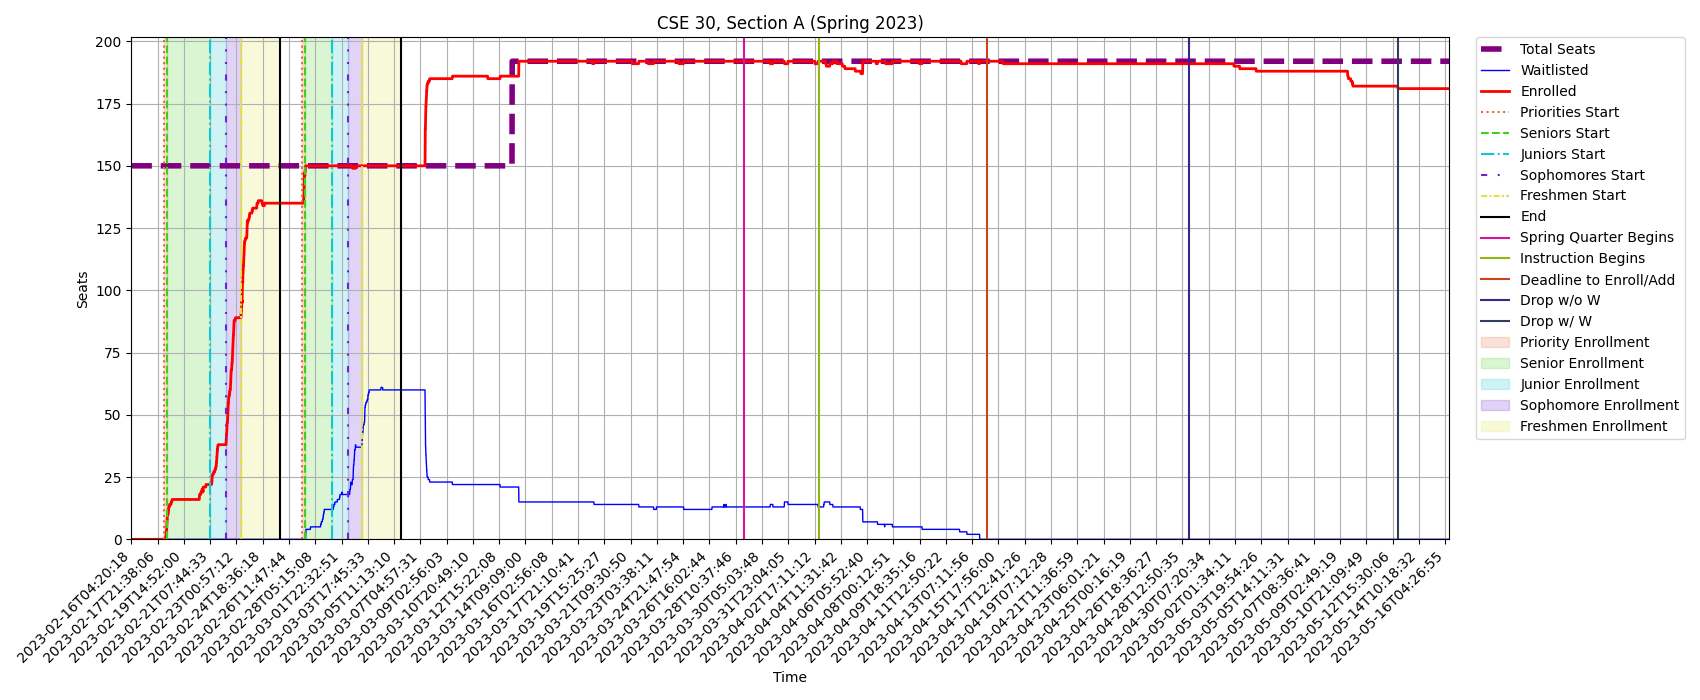 CSE 30, Section A (Spring 2023)
Seats
200
175
150
125
100
75
50
25
0
2023-02-16T04:20:18
2023-02-17T21:38:06
2023-02-19T14:52:00
2023-02-21T07:44:33
2023-02-23T00:57:12
2023-02-24T18:36:18
2023-02-26T11:47:44
2023-02-28T05:15:08
2023-03-01T22:32:51
2023-03-03T17:45:33
2023-03-05T11:13:10
2023-03-07T04:57:31
2023-03-09T02:56:03
2023-03-10T20:49:10
2023-03-12T15:22:08
2023-03-14T09:09:00
2023-03-16T02:56:08
2023-03-17T21:10:41
2023-03-19T15:25:27
2023-03-21T09:30:50
2023-03-23T03:38:11
2023-03-24T21:47:54
2023-03-26T16:02:44
2023-03-28T10:37:46
2023-03-30T05:03:48
2023-03-31T23:04:05
2023-04-02T17:11:12
2023-04-04T11:31:42
2023-04-06T05:52:40
2023-04-08T00:12:51
2023-04-09T18:35:16
2023-04-11T12:50:22
2023-04-13T07:11:56
2023-04-15T17:56:00
2023-04-17T12:41:26
2023-04-19T07:12:28
2023-04-21T11:36:59
2023-04-23T06:01:21
2023-04-25T00:16:19
2023-04-26T18:36:27
2023-04-28T12:50:35
2023-04-30T07:20:34
2023-05-02T01:34:11
2023-05-03T19:54:26
2023-05-05T14:11:31
2023-05-07T08:36:41
2023-05-10T02:49:19
2023-05-10T21:09:49
2023-05-12T15:30:06
2023-05-14T10:18:32
2023-05-16T04:26:55
Time
Total Seats
Waitlisted
Enrolled
Priorities Start
Seniors Start
Juniors Start
Sophomores Start
Freshmen Start
End
Spring Quarter Begins
Instruction Begins
Deadline to Enroll/Add
Drop w/o W
Drop w/ W
Priority Enrollment
Senior Enrollment
Junior Enrollment
Sophomore Enrollment
Freshmen Enrollment